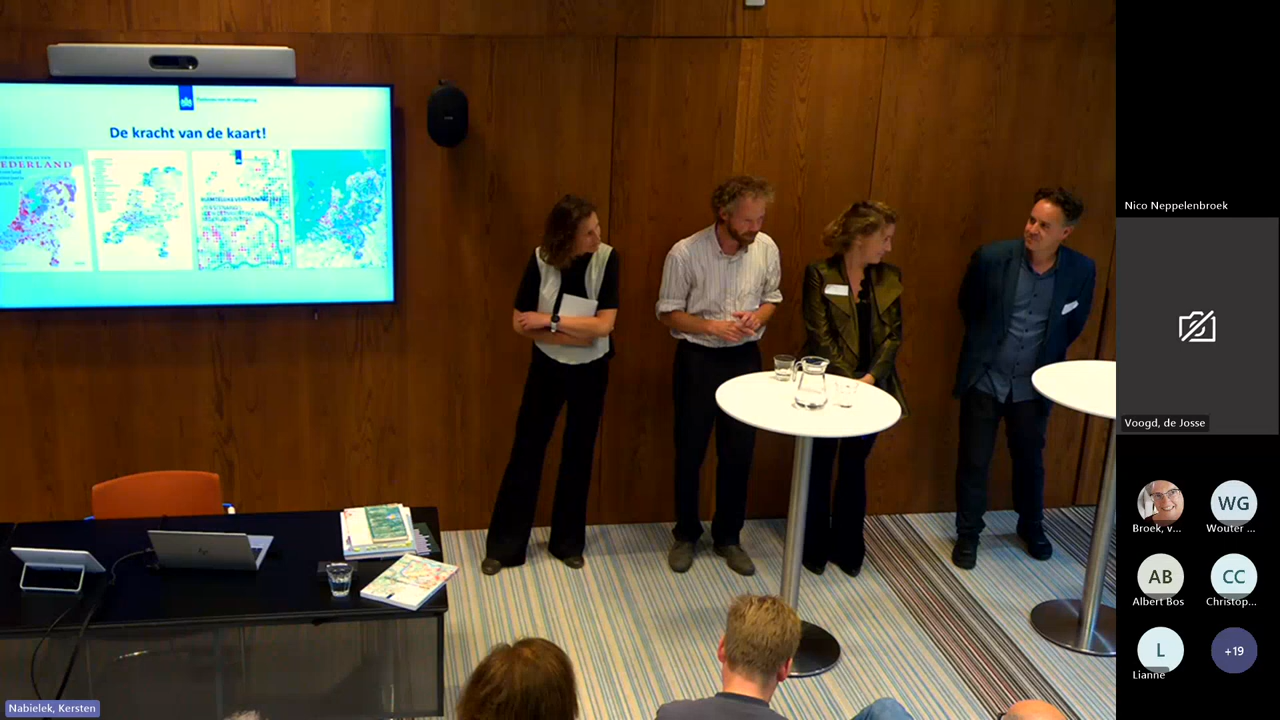 De kracht van de kaart!
EDERLAND
Nico Neppelenbroek
Voogd, de Josse
Broek, v...
WG
Wouter ...
AB
Albert Bos
CC
Christop...
L
Lianne
+19
Nabielek, Kersten